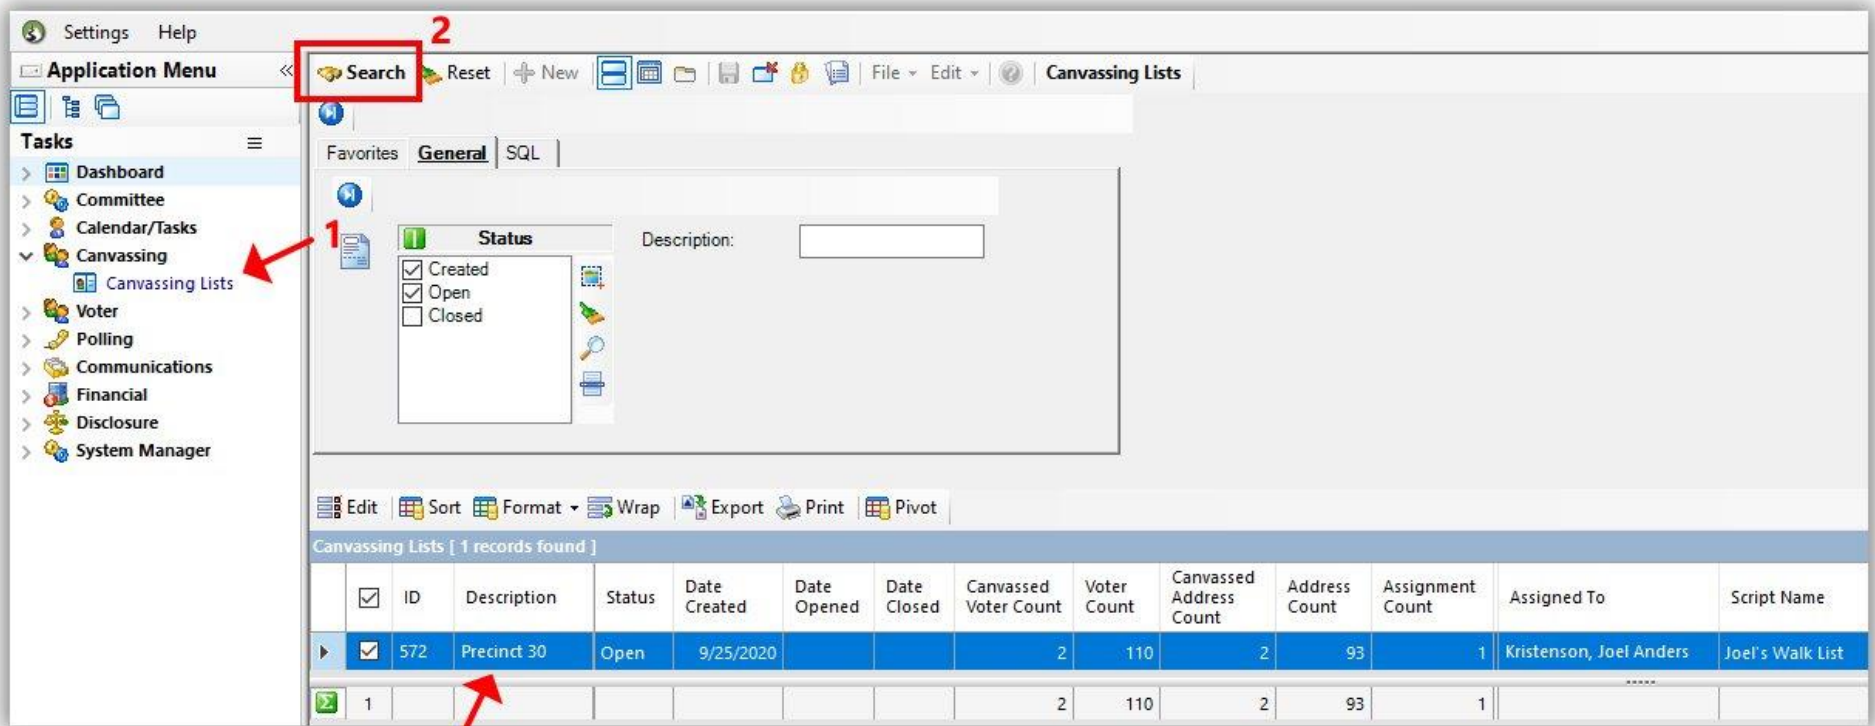 Settings Help
2
Application Menu «
Search Reset New File Edit Canvassing Lists
Tasks
Favorites General SQL
Dashboard
Committee
Calendar/Tasks
Canvassing
Canvassing Lists
Voter
Polling
Communications
Financial
Disclosure
System Manager
1
Status
Description:
Created
Open
Closed
Edit Sort Format Wrap Export Print Pivot
Canvassing Lists [ 1 records found ]
ID Description Status Date Created Date Opened Date Closed Canvassed Voter Count Voter Count Canvassed Address Count Address Count Assignment Count Assigned To Script Name
572 Precinct 30 Open 9/25/2020 2 110 2 93 1 Kristenson, Joel Anders Joel's Walk List
Σ 1 2 110 2 93 1